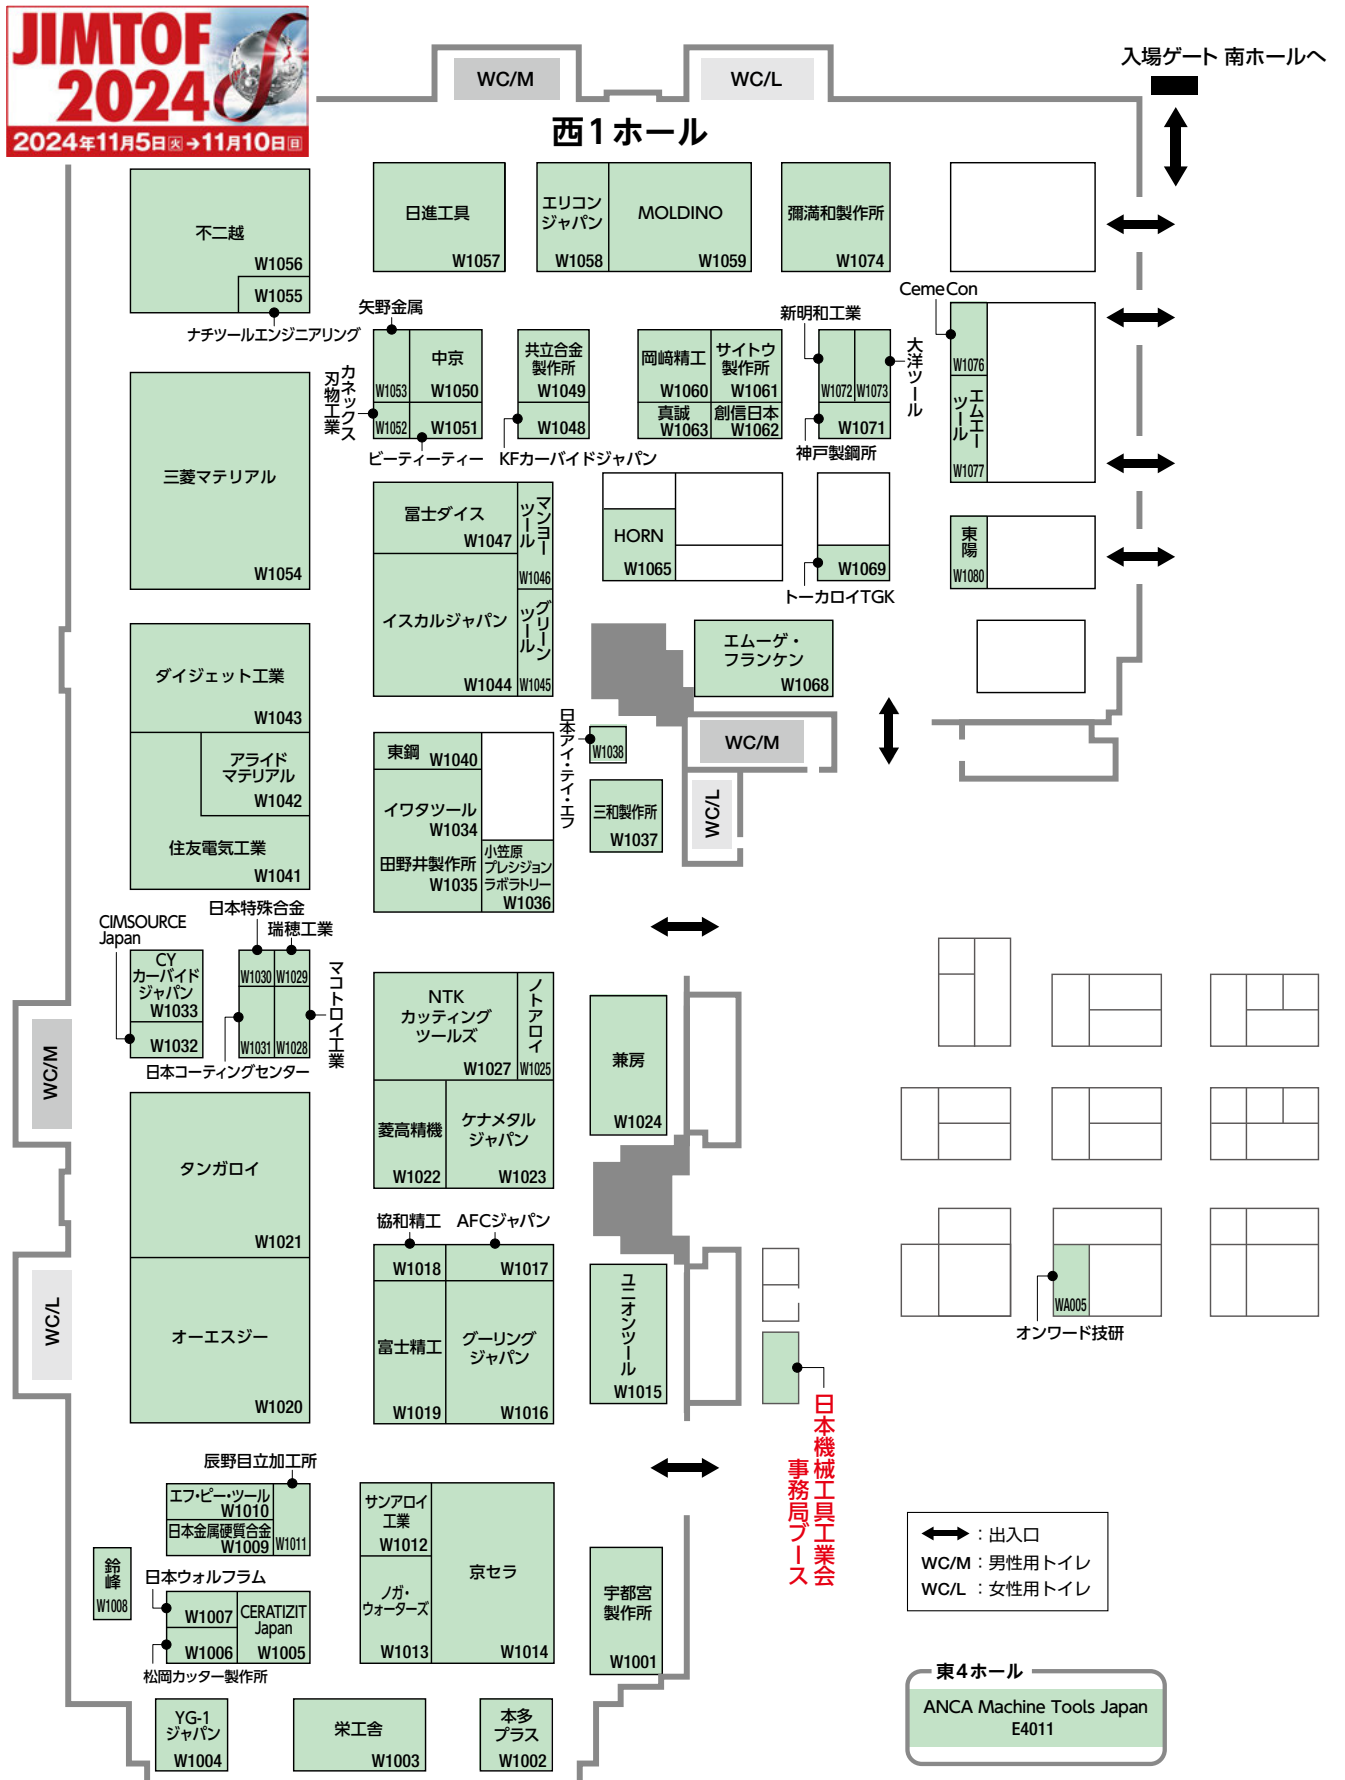 JIMTOF
2024
2024年11月5日火→11月10日日
入場ゲート 南ホールへ
WC/M
WC/L
西1ホール
不二越
W1056
W1055
ナチツールエンジニアリング
日進工具
W1057
エリコン
ジャパン
W1058
MOLDINO
W1059
彌満和製作所
W1074
矢野金属
W1053
中京
W1050
カネックス
刃物工業
W1052
W1051
ビーティーティー
共立合金
製作所
W1049
W1048
KFカーバイドジャパン
岡﨑精工
W1060
サイトウ
製作所
W1061
真誠
W1063
創信日本
W1062
新明和工業
W1072
W1073
大洋ツール
W1071
神戸製鋼所
CemeCon
W1076
エムエー
ツール
W1077
三菱マテリアル
W1054
冨士ダイス
W1047
マンヨー
ツール
W1046
イスカルジャパン
W1044
グリーン
ツール
W1045
HORN
W1065
W1069
トーカロイTGK
東陽
W1080
エムーゲ・
フランケン
W1068
ダイジェット工業
W1043
アライド
マテリアル
W1042
住友電気工業
W1041
東鋼
W1040
イワタツール
W1034
田野井製作所
W1035
小笠原
プレシジョン
ラボラトリー
W1036
日本アイ・テイ・エフ
W1038
三和製作所
W1037
WC/M
WC/L
CIMSOURCE
Japan
CY
カーバイド
ジャパン
W1033
W1032
日本特殊合金
瑞穂工業
W1030
W1029
W1031
W1028
マコトロイ工業
日本コーティングセンター
NTK
カッティング
ツールズ
W1027
ノトアロイ
W1025
兼房
W1024
菱高精機
W1022
ケナメタル
ジャパン
W1023
WC/M
タンガロイ
W1021
協和精工
AFCジャパン
W1018
W1017
富士精工
W1019
グーリング
ジャパン
W1016
ユニオンツール
W1015
WC/L
オーエスジー
W1020
WA005
オンワード技研
日本機械工具工業会
事務局ブース
辰野目立加工所
エフ・ピー・ツール
W1010
日本金属硬質合金
W1009
W1011
鈴峰
W1008
日本ウォルフラム
W1007
W1006
CERATIZIT
Japan
W1005
松岡カッター製作所
サンアロイ
工業
W1012
ノガ・
ウォーターズ
W1013
京セラ
W1014
宇都宮
製作所
W1001
YG-1
ジャパン
W1004
栄工舎
W1003
本多
プラス
W1002
：出入口
WC/M：男性用トイレ
WC/L：女性用トイレ
東4ホール
ANCA Machine Tools Japan
E4011